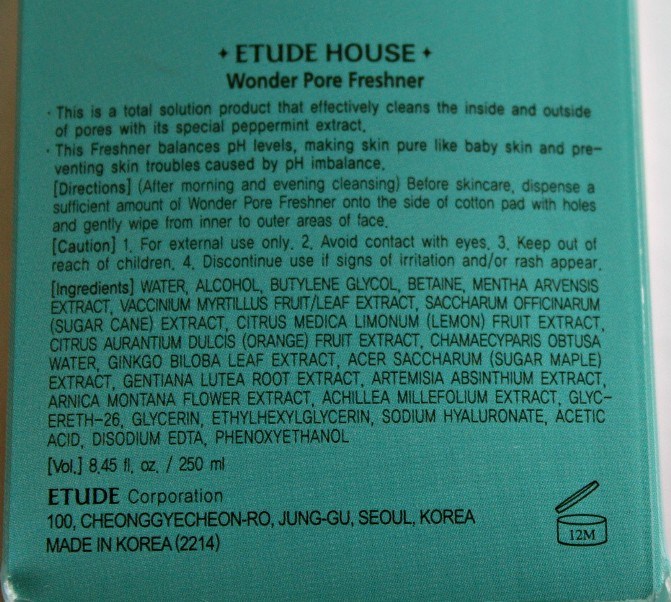 ✦ ETUDE HOUSE ✦
Wonder Pore Freshner
· This is a total solution product that effectively cleans the inside and outside
of pores with its special peppermint extract.
· This Freshner balances pH levels, making skin pure like baby skin and pre-
venting skin troubles caused by pH imbalance.
[Directions] (After morning and evening cleansing) Before skincare, dispense a
sufficient amount of Wonder Pore Freshner onto the side of cotton pad with holes
and gently wipe from inner to outer areas of face.
[Caution] 1. For external use only. 2. Avoid contact with eyes. 3. Keep out of
reach of children. 4. Discontinue use if signs of irritation and/or rash appear.
[Ingredients] WATER, ALCOHOL, BUTYLENE GLYCOL, BETAINE, MENTHA ARVENSIS
EXTRACT, VACCINIUM MYRTILLUS FRUIT/LEAF EXTRACT, SACCHARUM OFFICINARUM
(SUGAR CANE) EXTRACT, CITRUS MEDICA LIMONUM (LEMON) FRUIT EXTRACT,
CITRUS AURANTIUM DULCIS (ORANGE) FRUIT EXTRACT, CHAMAECYPARIS OBTUSA
WATER, GINKGO BILOBA LEAF EXTRACT, ACER SACCHARUM (SUGAR MAPLE)
EXTRACT, GENTIANA LUTEA ROOT EXTRACT, ARTEMISIA ABSINTHIUM EXTRACT,
ARNICA MONTANA FLOWER EXTRACT, ACHILLEA MILLEFOLIUM EXTRACT, GLYC-
ERETH-26, GLYCERIN, ETHYLHEXYLGLYCERIN, SODIUM HYALURONATE, ACETIC
ACID, DISODIUM EDTA, PHENOXYETHANOL
[Vol.] 8.45 fl. oz. / 250 ml
ETUDE Corporation
100, CHEONGGYECHEON-RO, JUNG-GU, SEOUL, KOREA
MADE IN KOREA (2214)
12M